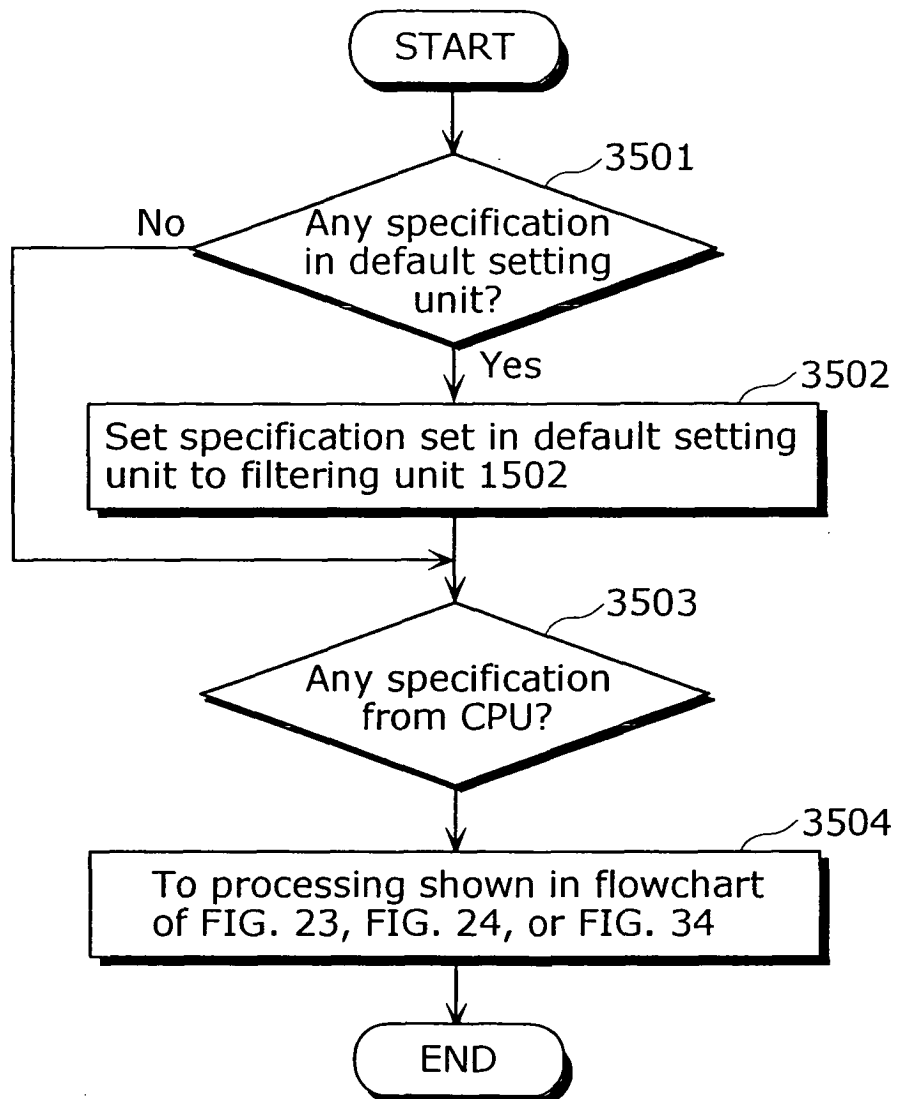 START
3501
No
Any specification
in default setting
unit?
Yes
3502
Set specification set in default setting
unit to filtering unit 1502
3503
Any specification
from CPU?
3504
To processing shown in flowchart
of FIG. 23, FIG. 24, or FIG. 34
END